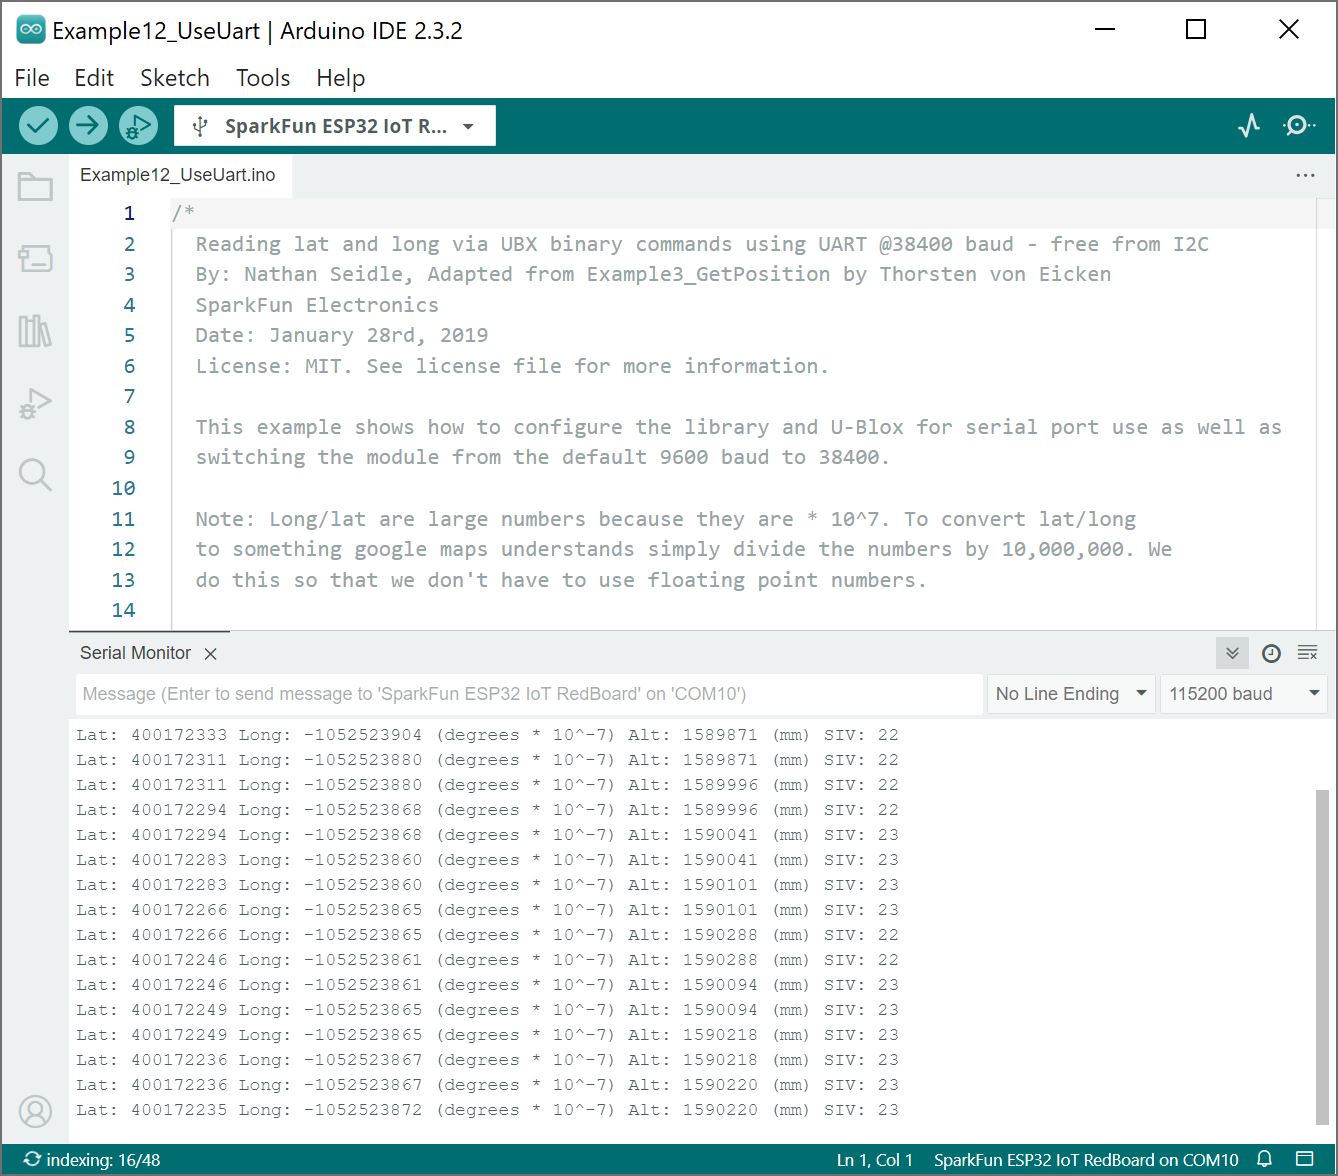 Example12_UseUart | Arduino IDE 2.3.2
File Edit Sketch Tools Help
SparkFun ESP32 IoT R...
Example12_UseUart.ino
1 /*
2 Reading lat and long via UBX binary commands using UART @38400 baud - free from I2C
3 By: Nathan Seidle, Adapted from Example3_GetPosition by Thorsten von Eicken
4 SparkFun Electronics
5 Date: January 28rd, 2019
6 License: MIT. See license file for more information.
7
8 This example shows how to configure the library and U-Blox for serial port use as well as
9 switching the module from the default 9600 baud to 38400.
10
11 Note: Long/lat are large numbers because they are * 10^7. To convert lat/long
12 to something google maps understands simply divide the numbers by 10,000,000. We
13 do this so that we don't have to use floating point numbers.
14
Serial Monitor
Message (Enter to send message to 'SparkFun ESP32 IoT RedBoard' on 'COM10') No Line Ending 115200 baud
Lat: 400172333 Long: -1052523904 (degrees * 10^-7) Alt: 1589871 (mm) SIV: 22
Lat: 400172311 Long: -1052523880 (degrees * 10^-7) Alt: 1589871 (mm) SIV: 22
Lat: 400172311 Long: -1052523880 (degrees * 10^-7) Alt: 1589996 (mm) SIV: 22
Lat: 400172294 Long: -1052523868 (degrees * 10^-7) Alt: 1589996 (mm) SIV: 22
Lat: 400172294 Long: -1052523868 (degrees * 10^-7) Alt: 1590041 (mm) SIV: 23
Lat: 400172283 Long: -1052523860 (degrees * 10^-7) Alt: 1590041 (mm) SIV: 23
Lat: 400172283 Long: -1052523860 (degrees * 10^-7) Alt: 1590101 (mm) SIV: 23
Lat: 400172266 Long: -1052523865 (degrees * 10^-7) Alt: 1590101 (mm) SIV: 23
Lat: 400172266 Long: -1052523865 (degrees * 10^-7) Alt: 1590288 (mm) SIV: 22
Lat: 400172246 Long: -1052523861 (degrees * 10^-7) Alt: 1590288 (mm) SIV: 22
Lat: 400172246 Long: -1052523861 (degrees * 10^-7) Alt: 1590094 (mm) SIV: 23
Lat: 400172249 Long: -1052523865 (degrees * 10^-7) Alt: 1590094 (mm) SIV: 23
Lat: 400172249 Long: -1052523865 (degrees * 10^-7) Alt: 1590218 (mm) SIV: 23
Lat: 400172236 Long: -1052523867 (degrees * 10^-7) Alt: 1590218 (mm) SIV: 23
Lat: 400172236 Long: -1052523867 (degrees * 10^-7) Alt: 1590220 (mm) SIV: 23
Lat: 400172235 Long: -1052523872 (degrees * 10^-7) Alt: 1590220 (mm) SIV: 23
indexing: 16/48 Ln 1, Col 1 SparkFun ESP32 IoT RedBoard on COM10